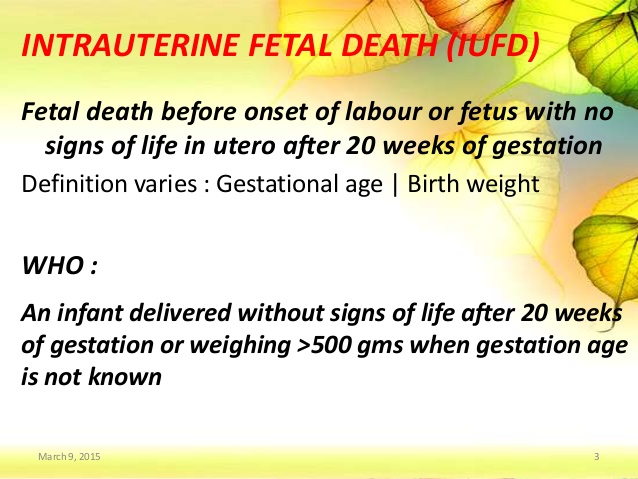 INTRAUTERINE FETAL DEATH (IUFD)
Fetal death before onset of labour or fetus with no
signs of life in utero after 20 weeks of gestation
Definition varies : Gestational age | Birth weight
WHO :
An infant delivered without signs of life after 20 weeks
of gestation or weighing >500 gms when gestation age
is not known
March 9, 2015
3